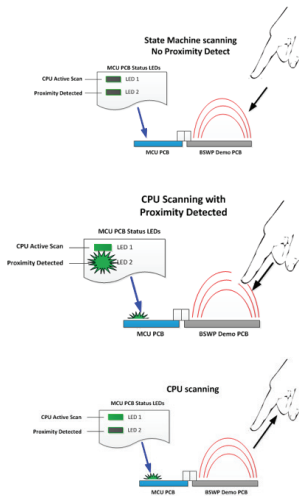 State Machine scanning
No Proximity Detect
MCU PCB Status LEDs
CPU Active Scan
LED 1
Proximity Detected
LED 2
MCU PCB
BSWP Demo PCB
CPU Scanning with
Proximity Detected
MCU PCB Status LEDs
CPU Active Scan
LED 1
Proximity Detected
LED 2
MCU PCB
BSWP Demo PCB
CPU scanning
MCU PCB Status LEDs
CPU Active Scan
LED 1
Proximity Detected
LED 2
MCU PCB
BSWP Demo PCB